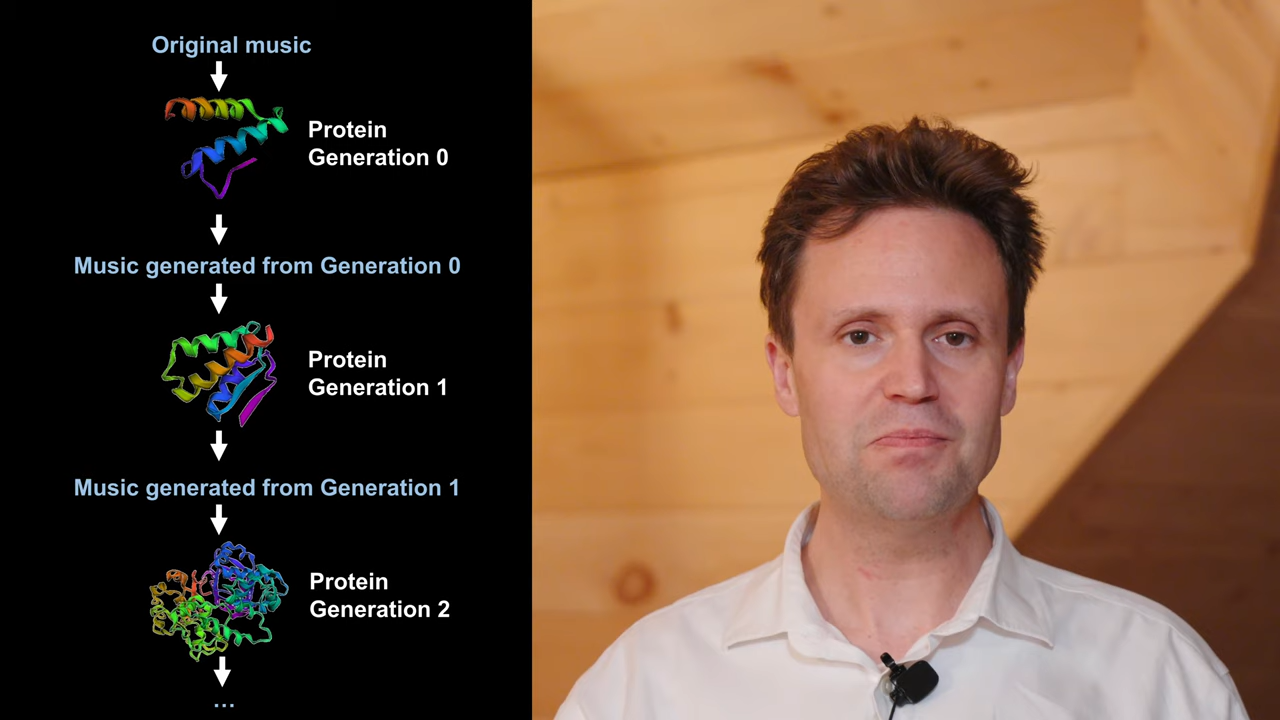 Original music
Protein
Generation 0
Music generated from Generation 0
Protein
Generation 1
Music generated from Generation 1
Protein
Generation 2
...